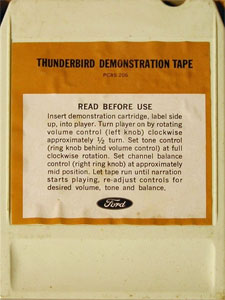 THUNDERBIRD DEMONSTRATION TAPE
PCB5 206
READ BEFORE USE
Insert demonstration cartridge, label side
up, into player. Turn player on by rotating
volume control (left knob) clockwise
approximately ½ turn. Set tone control
(ring knob behind volume control) at full
clockwise rotation. Set channel balance
control (right ring knob) at approximately
mid position. Let tape run until narration
starts playing, re-adjust controls for
desired volume, tone and balance.
Ford